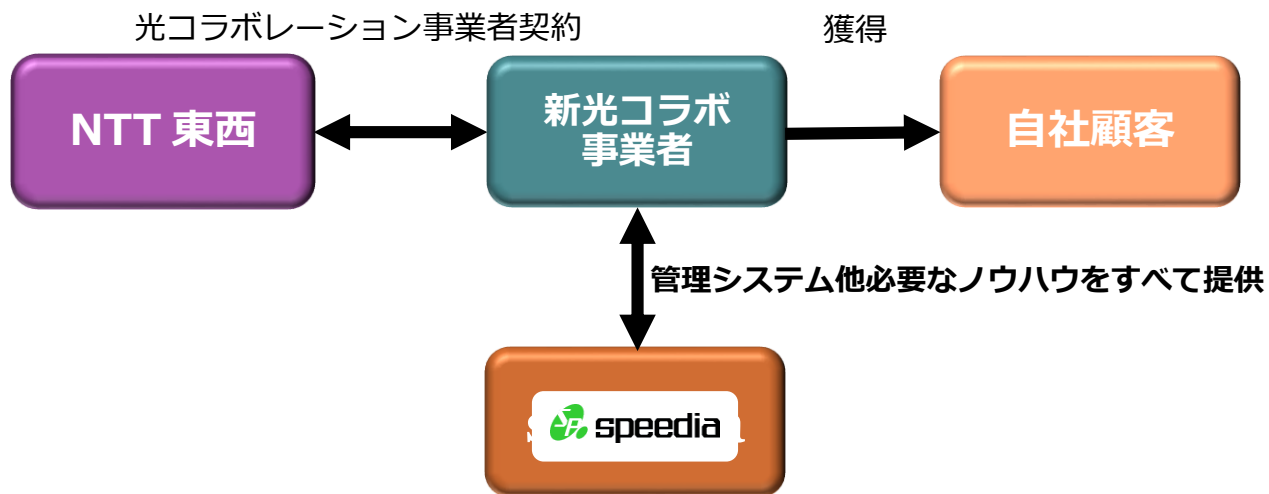 光コラボレーション事業者契約
獲得
NTT 東西
新光コラボ
事業者
自社顧客
管理システム他必要なノウハウをすべて提供
speedia